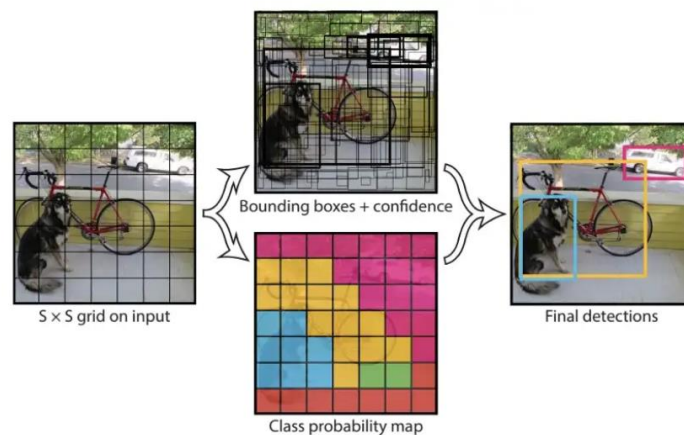 S × S grid on input
Bounding boxes + confidence
Class probability map
Final detections